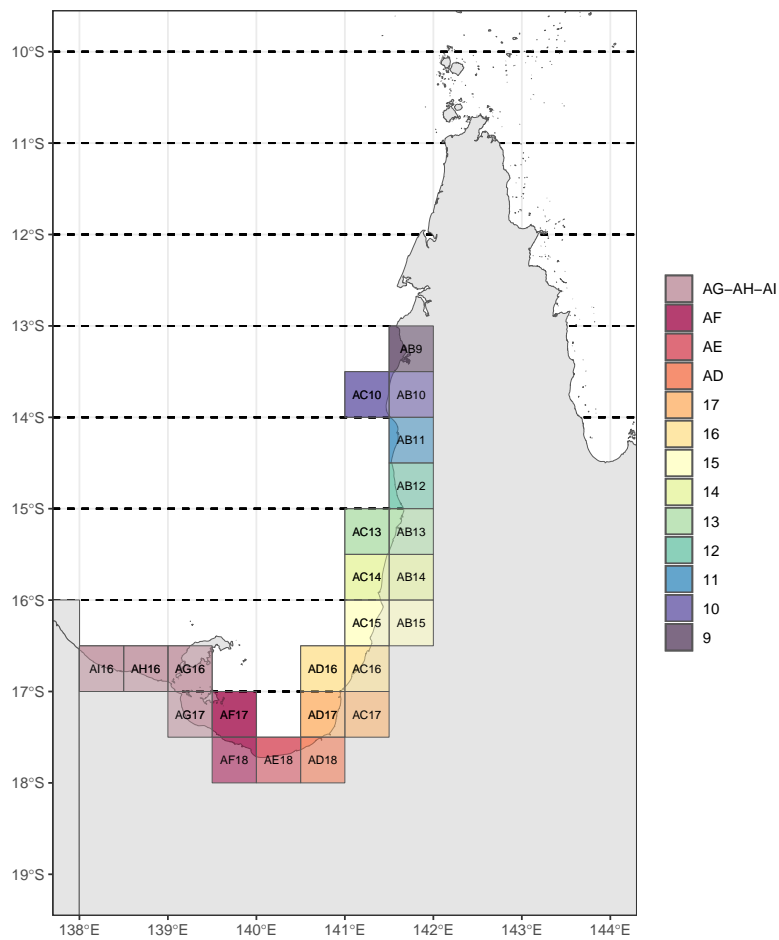 10°S
11°S
12°S
13°S
14°S
15°S
16°S
17°S
18°S
19°S
AB9
AC10 AB10
AB11
AB12
AC13 AB13
AC14 AB14
AC15 AB15
AI16 AH16 AG16 AD16 AC16
AG17 AF17 AD17 AC17
AF18 AE18 AD18
138°E 139°E 140°E 141°E 142°E 143°E 144°E
AG–AH–AI
AF
AE
AD
17
16
15
14
13
12
11
10
9